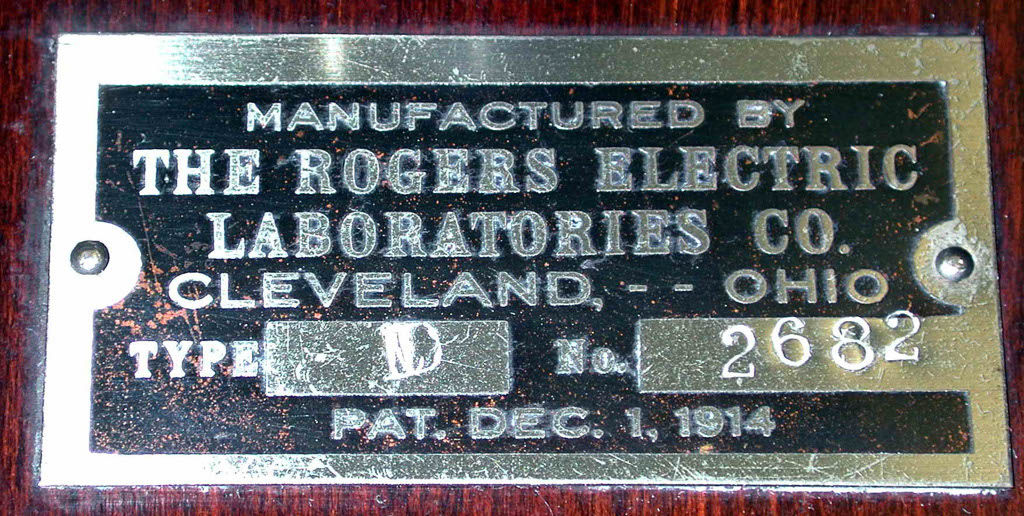 MANUFACTURED BY
THE ROGERS ELECTRIC
LABORATORIES CO.
CLEVELAND, - - OHIO
TYPE No. 2682
PAT. DEC. 1, 1914